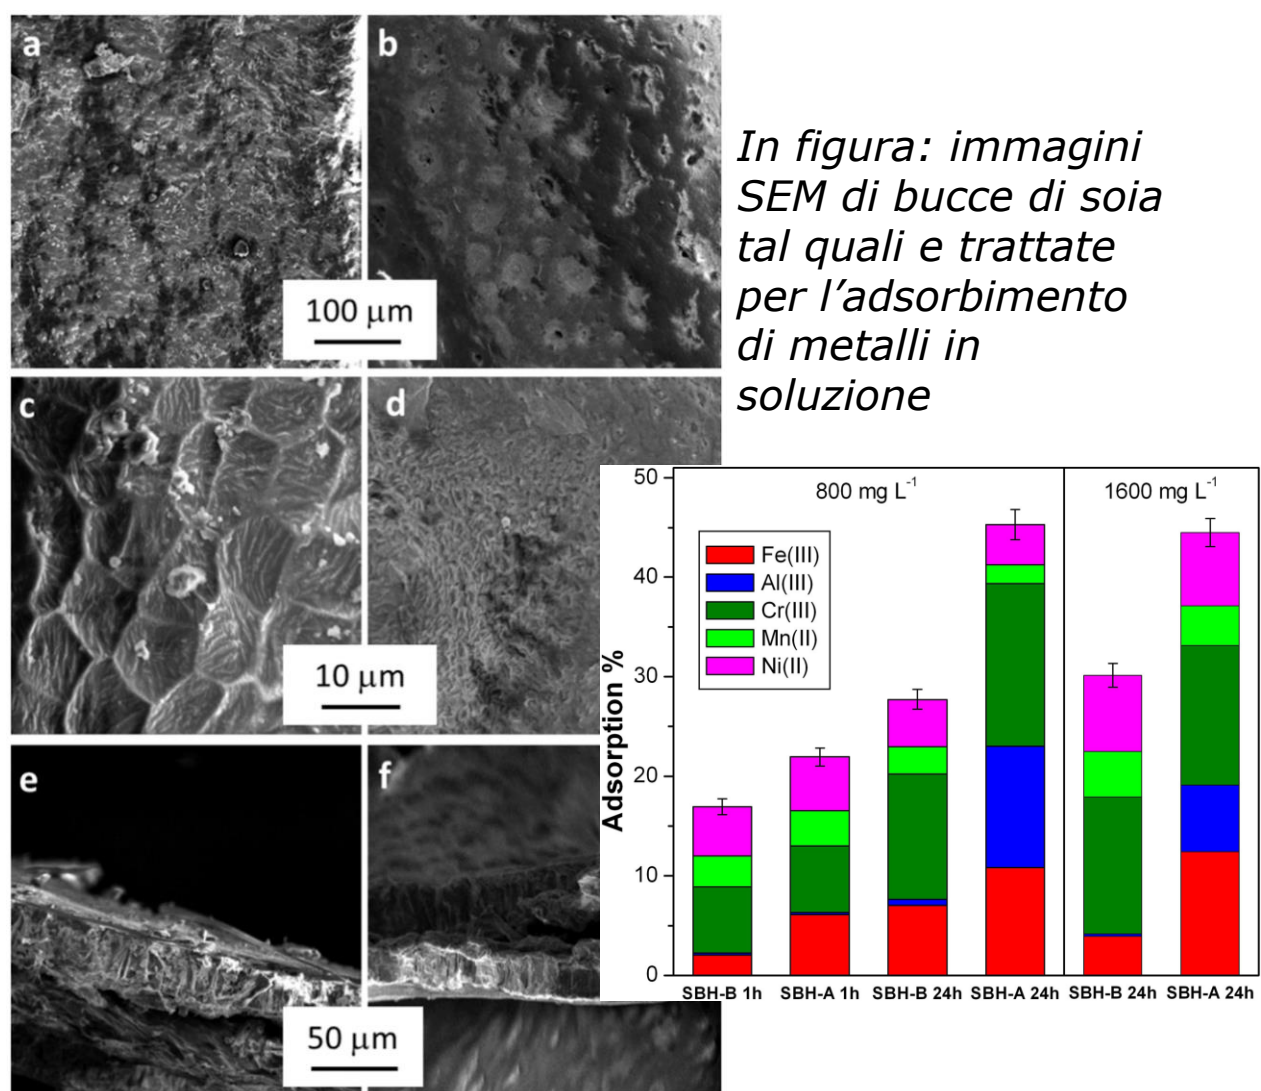 a
b
In figura: immagini
SEM di bucce di soia
tal quali e trattate
per l’adsorbimento
di metalli in
soluzione
100 μm
c
d
10 μm
e
f
50 μm
50
40
30
20
10
0
Adsorption %
800 mg L⁻¹
1600 mg L⁻¹
Fe(III)
Al(III)
Cr(III)
Mn(II)
Ni(II)
SBH-B 1h SBH-A 1h SBH-B 24h SBH-A 24h SBH-B 24h SBH-A 24h